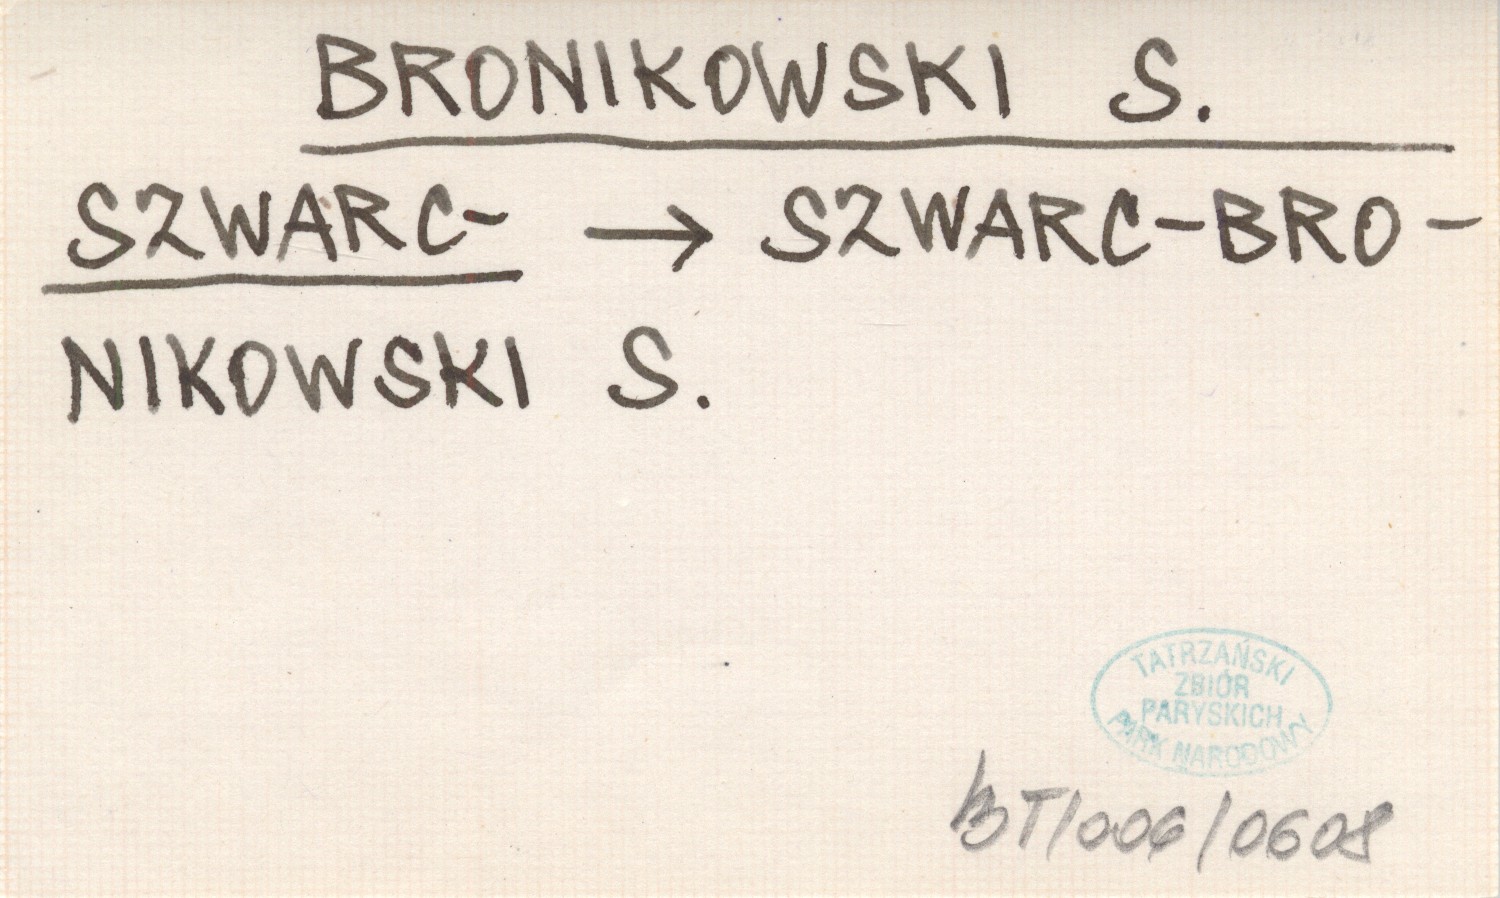 BRONIKOWSKI S.
SZWARC- → SZWARC-BRO-
NIKOWSKI S.
TATRZAŃSKI
ZBIÓR
PARYSKICH
PARK NARODOWY
BT/006/0608